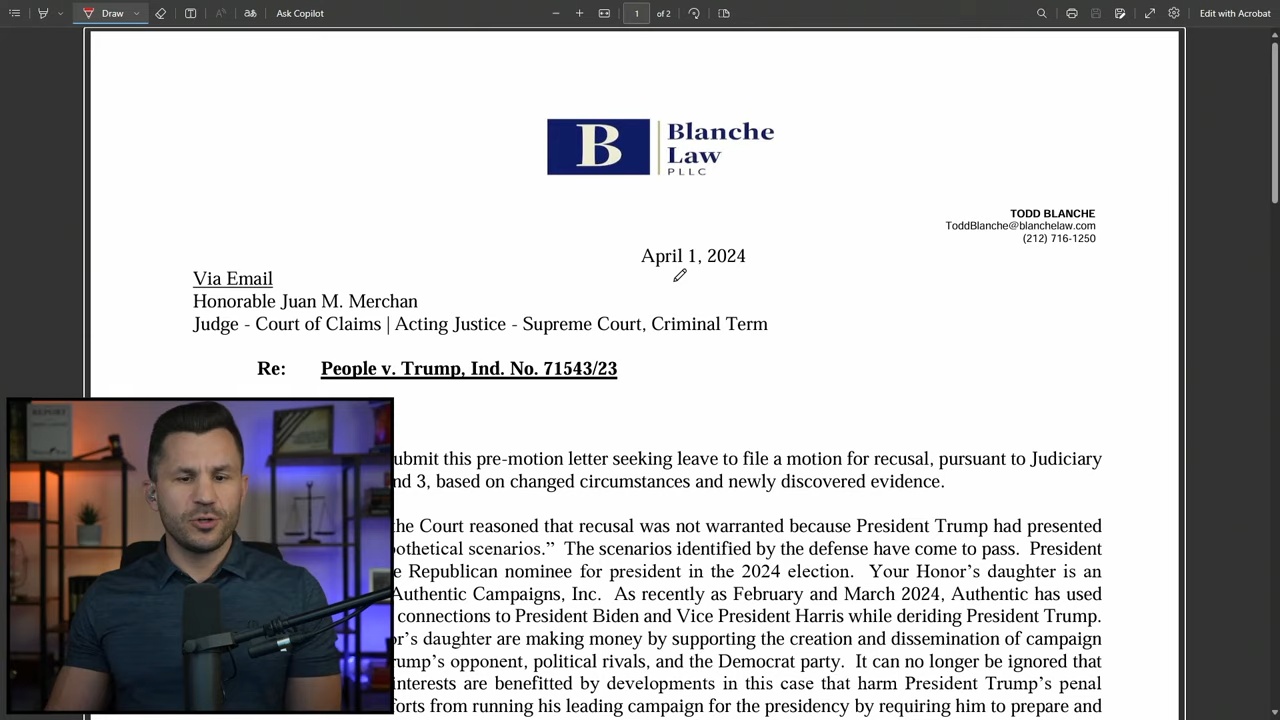 Draw
Ask Copilot
1
of 2
Edit with Acrobat
B
Blanche
Law
PLLC
TODD BLANCHE
ToddBlanche@blanchelaw.com
(212) 716-1250
April 1, 2024
Via Email
Honorable Juan M. Merchan
Judge - Court of Claims | Acting Justice - Supreme Court, Criminal Term
Re: People v. Trump, Ind. No. 71543/23
ubmit this pre-motion letter seeking leave to file a motion for recusal, pursuant to Judiciary
nd 3, based on changed circumstances and newly discovered evidence.
the Court reasoned that recusal was not warranted because President Trump had presented
pothetical scenarios.” The scenarios identified by the defense have come to pass. President
e Republican nominee for president in the 2024 election. Your Honor’s daughter is an
Authentic Campaigns, Inc. As recently as February and March 2024, Authentic has used
connections to President Biden and Vice President Harris while deriding President Trump.
or’s daughter are making money by supporting the creation and dissemination of campaign
rump’s opponent, political rivals, and the Democrat party. It can no longer be ignored that
interests are benefitted by developments in this case that harm President Trump’s penal
forts from running his leading campaign for the presidency by requiring him to prepare and
REPORT